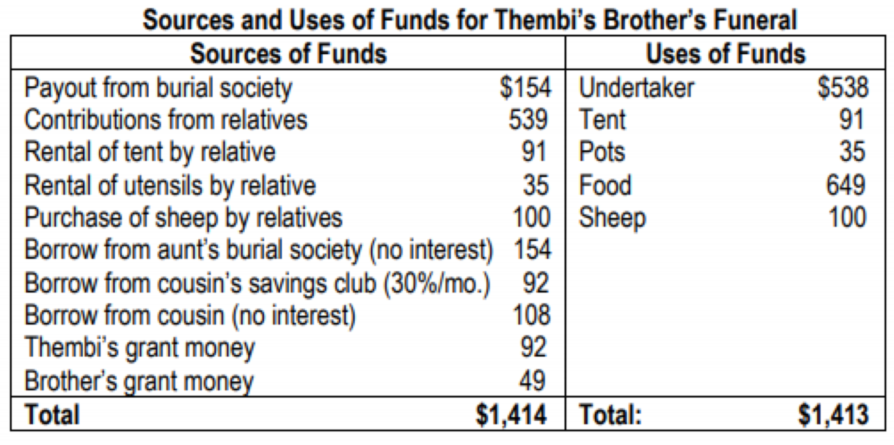 Sources and Uses of Funds for Thembi's Brother's Funeral
Sources of Funds Uses of Funds
Payout from burial society $154 Undertaker $538
Contributions from relatives 539 Tent 91
Rental of tent by relative 91 Pots 35
Rental of utensils by relative 35 Food 649
Purchase of sheep by relatives 100 Sheep 100
Borrow from aunt's burial society (no interest) 154
Borrow from cousin's savings club (30%/mo.) 92
Borrow from cousin (no interest) 108
Thembi's grant money 92
Brother's grant money 49
Total $1,414 Total: $1,413